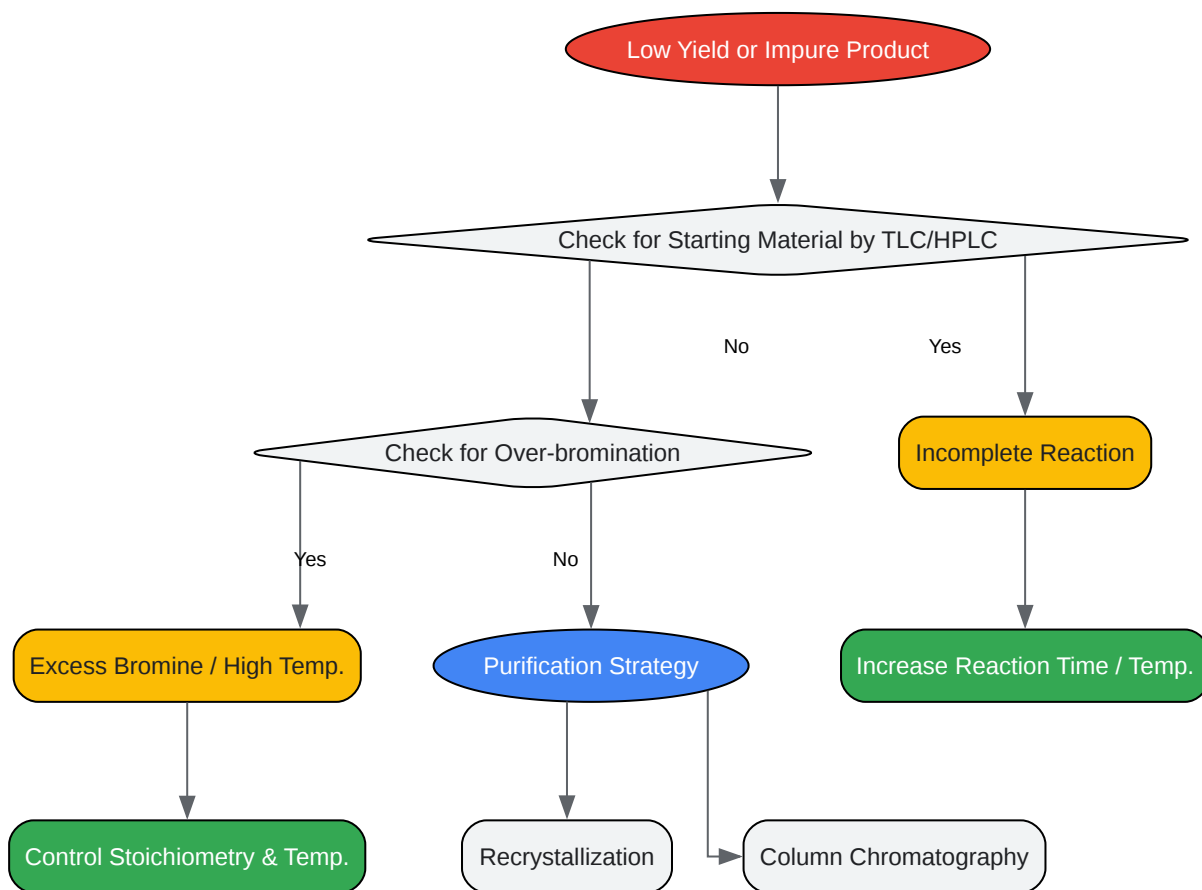 Low Yield or Impure Product
Check for Starting Material by TLC/HPLC
No
Yes
Check for Over-bromination
Incomplete Reaction
Yes
No
Excess Bromine / High Temp.
Purification Strategy
Increase Reaction Time / Temp.
Control Stoichiometry & Temp.
Recrystallization
Column Chromatography